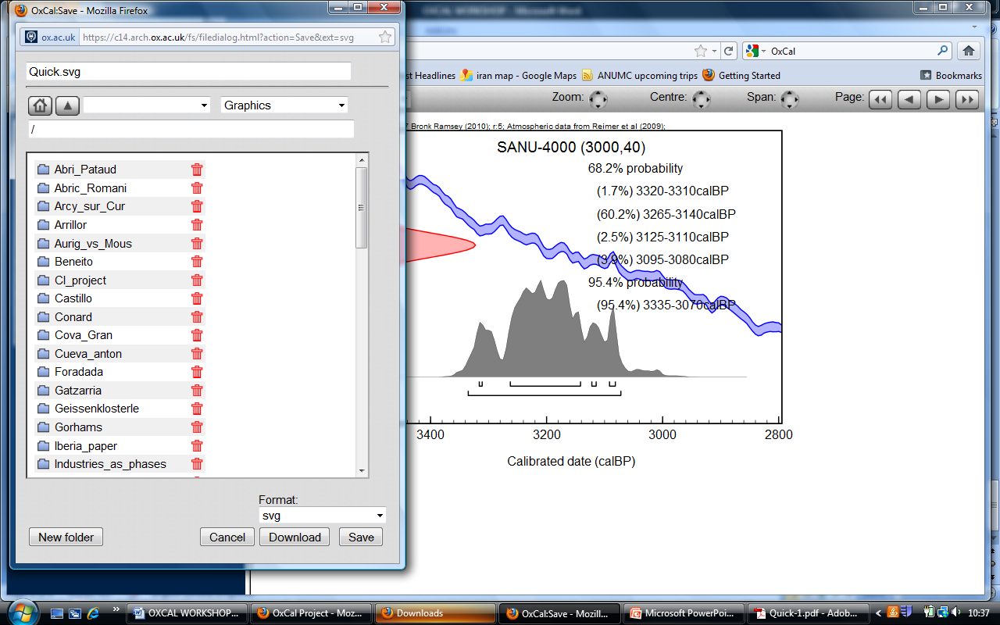 OxCal:Save - Mozilla Firefox
OXCAL WORKSHOP - Microsoft Word
ox.ac.uk
https://c14.arch.ox.ac.uk/fs/filedialog.html?action=Save&ext=svg
OxCal
Quick.svg
st Headlines
iran map - Google Maps
ANUMC upcoming trips
Getting Started
Bookmarks
Graphics
Zoom:
Centre:
Span:
Page:
/
7 Bronk Ramsey (2010); r:5; Atmospheric data from Reimer et al (2009);
SANU-4000 (3000,40)
68.2% probability
(1.7%) 3320-3310calBP
(60.2%) 3265-3140calBP
(2.5%) 3125-3110calBP
(3.9%) 3095-3080calBP
95.4% probability
(95.4%) 3335-3070calBP
Abri_Pataud
Abric_Romani
Arcy_sur_Cur
Arrillor
Aurig_vs_Mous
Beneito
CI_project
Castillo
Conard
Cova_Gran
Cueva_anton
Foradada
Gatzarria
Geissenklosterle
Gorhams
Iberia_paper
Industries_as_phases
3400
3200
3000
2800
Calibrated date (calBP)
Format:
svg
New folder
Cancel
Download
Save
OXCAL WORKSHOP...
OxCal Project - Moz...
Downloads
OxCal:Save - Mozill...
Microsoft PowerPoi...
Quick-1.pdf - Adob...
10:37